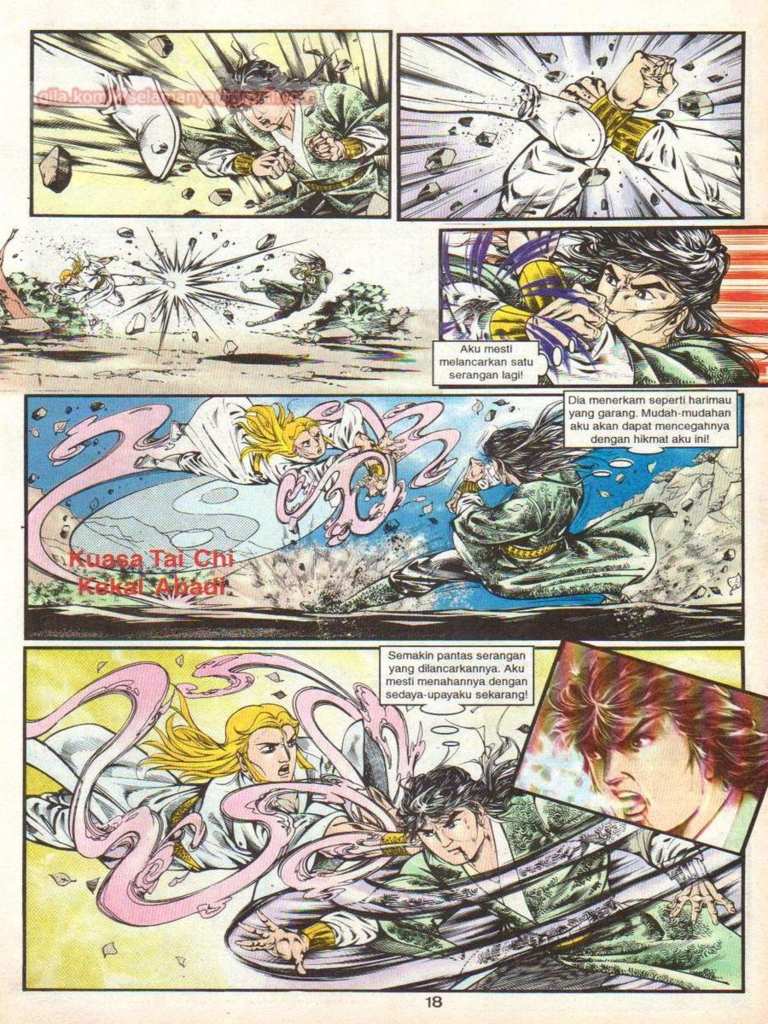 Aku mesti
melancarkan satu
serangan lagi!
Dia menerkam seperti harimau
yang garang. Mudah-mudahan
aku akan dapat mencegahnya
dengan hikmat aku ini!
Kuasa Tai Chi
Kekal Abadi
Semakin pantas serangan
yang dilancarkannya. Aku
mesti menahannya dengan
sedaya-upayaku sekarang!
18